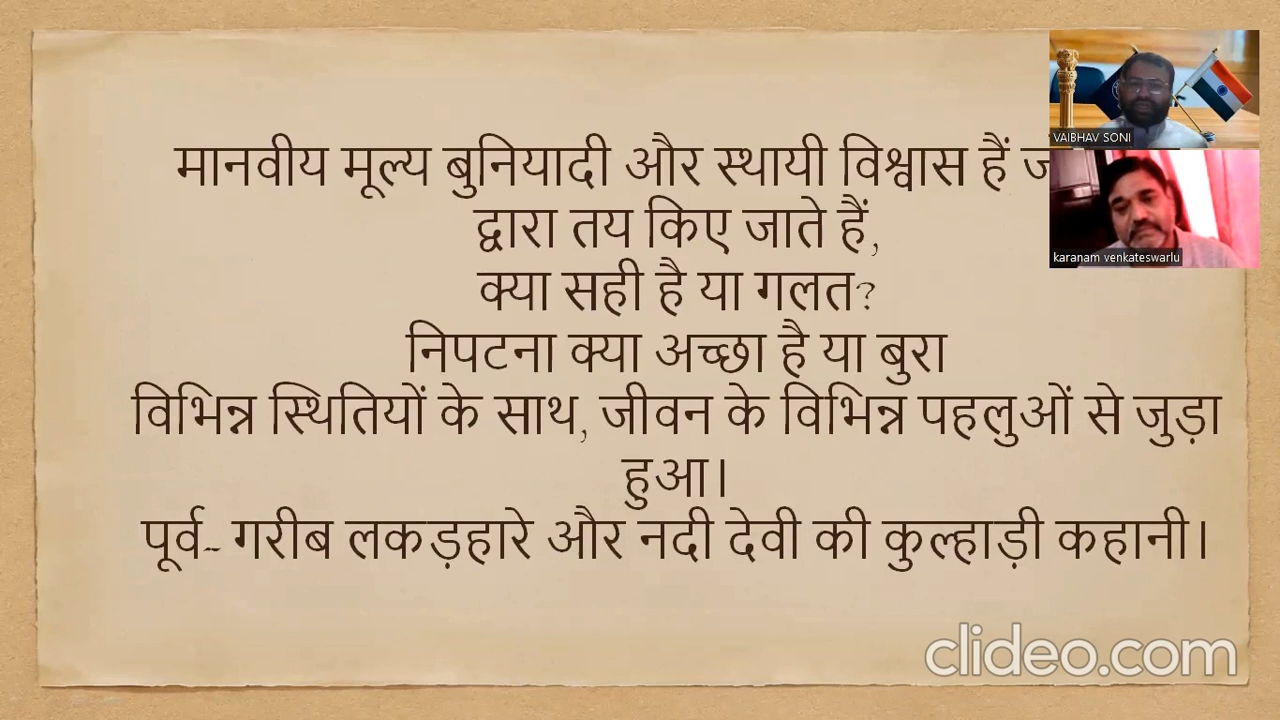 मानवीय मूल्य बुनियादी और स्थायी विश्वास हैं
द्वारा तय किए जाते हैं,
क्या सही है या गलत?
निपटना क्या अच्छा है या बुरा
विभिन्न स्थितियों के साथ, जीवन के विभिन्न पहलुओं से जुड़ा
हुआ।
पूर्व- गरीब लकड़हारे और नदी देवी की कुल्हाड़ी कहानी।
VAIBHAV SONI
karanam venkateswarlu
clideo.com